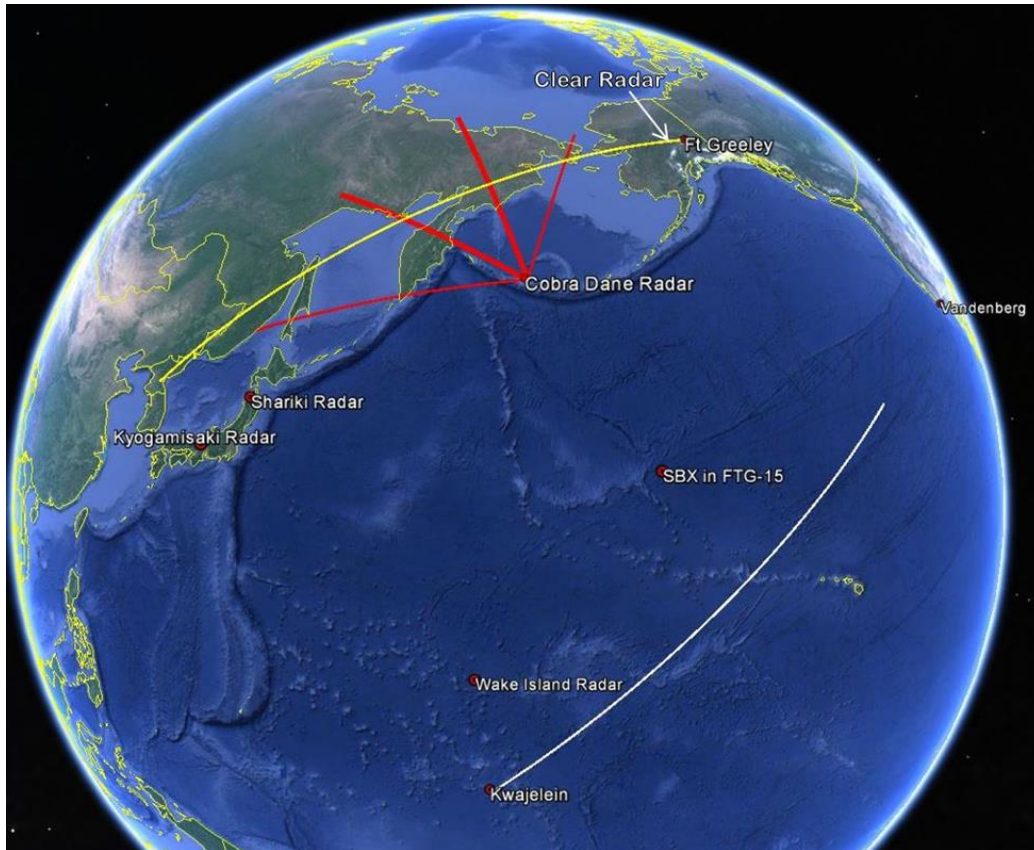 Clear Radar
Ft Greeley
Cobra Dane Radar
Vandenberg
Shariki Radar
Kyogamisaki Radar
SBX in FTG-15
Wake Island Radar
Kwajelein